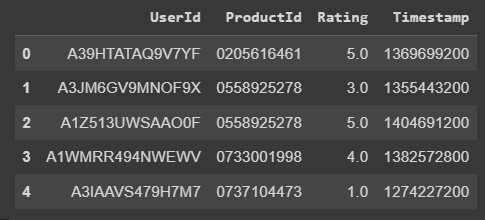 UserId ProductId Rating Timestamp
0 A39HTATAQ9V7YF 0205616461 5.0 1369699200
1 A3JM6GV9MNOF9X 0558925278 3.0 1355443200
2 A1Z513UWSAAO0F 0558925278 5.0 1404691200
3 A1WMRR494NWEWV 0733001998 4.0 1382572800
4 A3IAAVS479H7M7 0737104473 1.0 1274227200